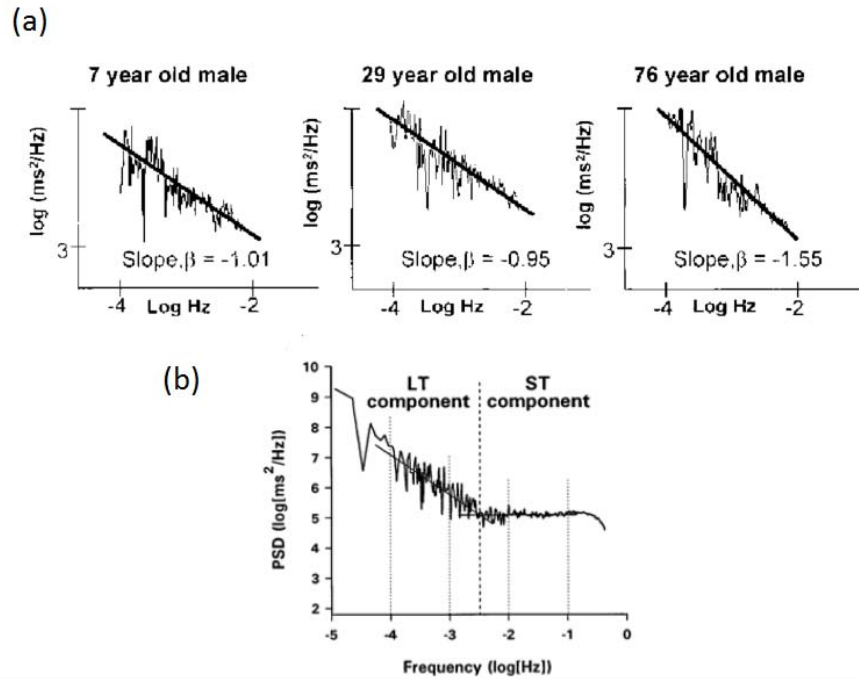 (a)
7 year old male
29 year old male
76 year old male
log (ms²/Hz)
3
Slope,β = -1.01
-4
-2
Log Hz
log (ms²/Hz)
3
Slope,β = -0.95
-4
-2
Log Hz
log (ms²/Hz)
3
Slope,β = -1.55
-4
-2
Log Hz
(b)
LT
component
ST
component
PSD (log[ms²/Hz])
10
9
8
7
6
5
4
3
2
-5 -4 -3 -2 -1 0
Frequency (log[Hz])